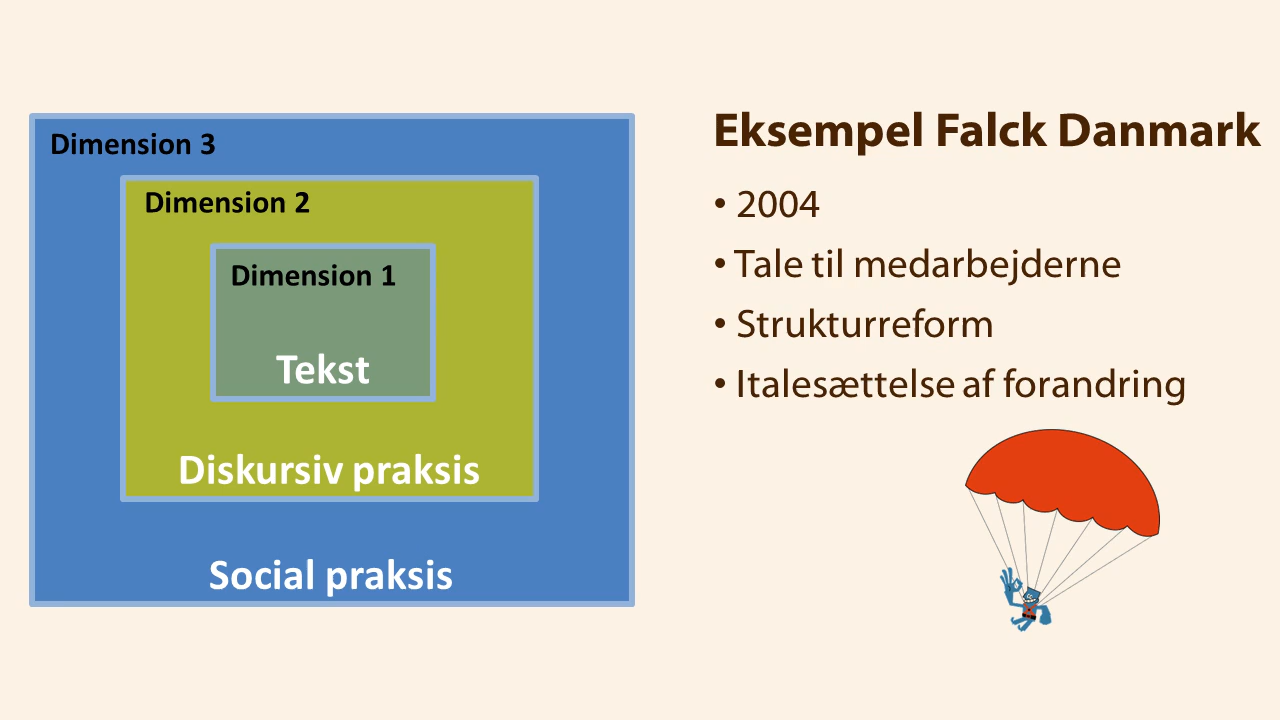 Dimension 3
Dimension 2
Dimension 1
Tekst
Diskursiv praksis
Social praksis
Eksempel Falck Danmark
• 2004
• Tale til medarbejderne
• Strukturreform
• Italesættelse af forandring